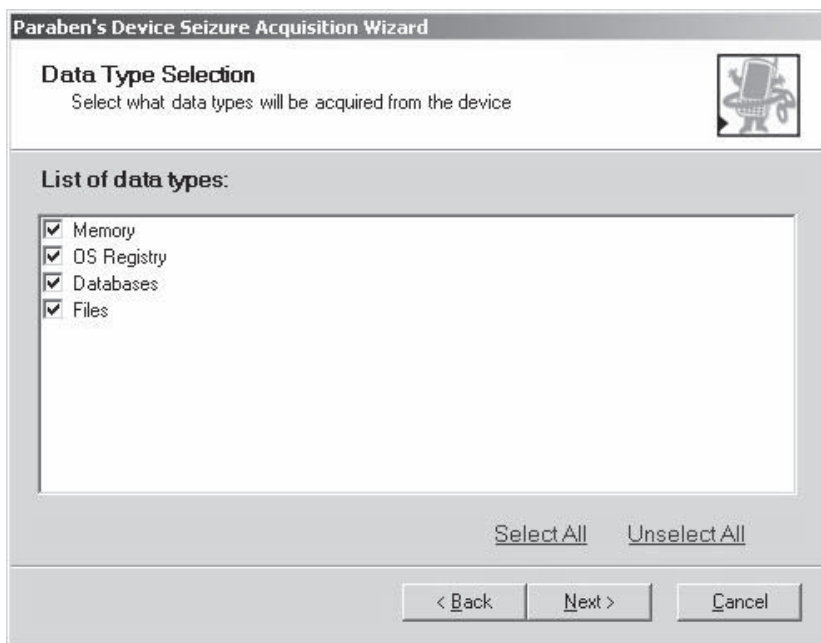 Paraben's Device Seizure Acquisition Wizard
Data Type Selection
Select what data types will be acquired from the device
List of data types:
Memory
OS Registry
Databases
Files
Select All Unselect All
< Back Next > Cancel